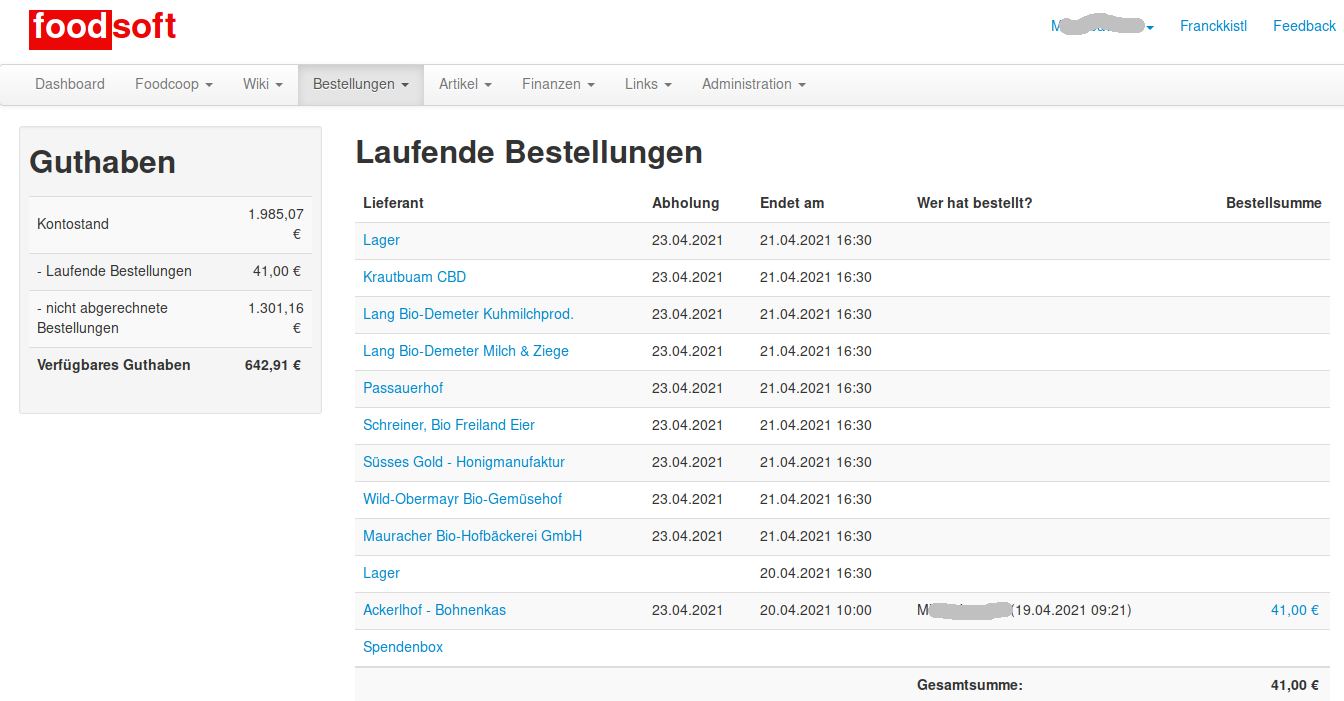 foodsoft
Franckkistl Feedback
Dashboard Foodcoop Wiki Bestellungen Artikel Finanzen Links Administration
Guthaben
Kontostand 1.985,07
€
- Laufende Bestellungen 41,00 €
- nicht abgerechnete 1.301,16
Bestellungen €
Verfügbares Guthaben 642,91 €
Laufende Bestellungen
Lieferant Abholung Endet am Wer hat bestellt? Bestellsumme
Lager 23.04.2021 21.04.2021 16:30
Krautbuam CBD 23.04.2021 21.04.2021 16:30
Lang Bio-Demeter Kuhmilchprod. 23.04.2021 21.04.2021 16:30
Lang Bio-Demeter Milch & Ziege 23.04.2021 21.04.2021 16:30
Passauerhof 23.04.2021 21.04.2021 16:30
Schreiner, Bio Freiland Eier 23.04.2021 21.04.2021 16:30
Süsses Gold - Honigmanufaktur 23.04.2021 21.04.2021 16:30
Wild-Obermayr Bio-Gemüsehof 23.04.2021 21.04.2021 16:30
Mauracher Bio-Hofbäckerei GmbH 23.04.2021 21.04.2021 16:30
Lager 20.04.2021 16:30
Ackerlhof - Bohnenkas 23.04.2021 20.04.2021 10:00 (19.04.2021 09:21) 41,00 €
Spendenbox
Gesamtsumme: 41,00 €